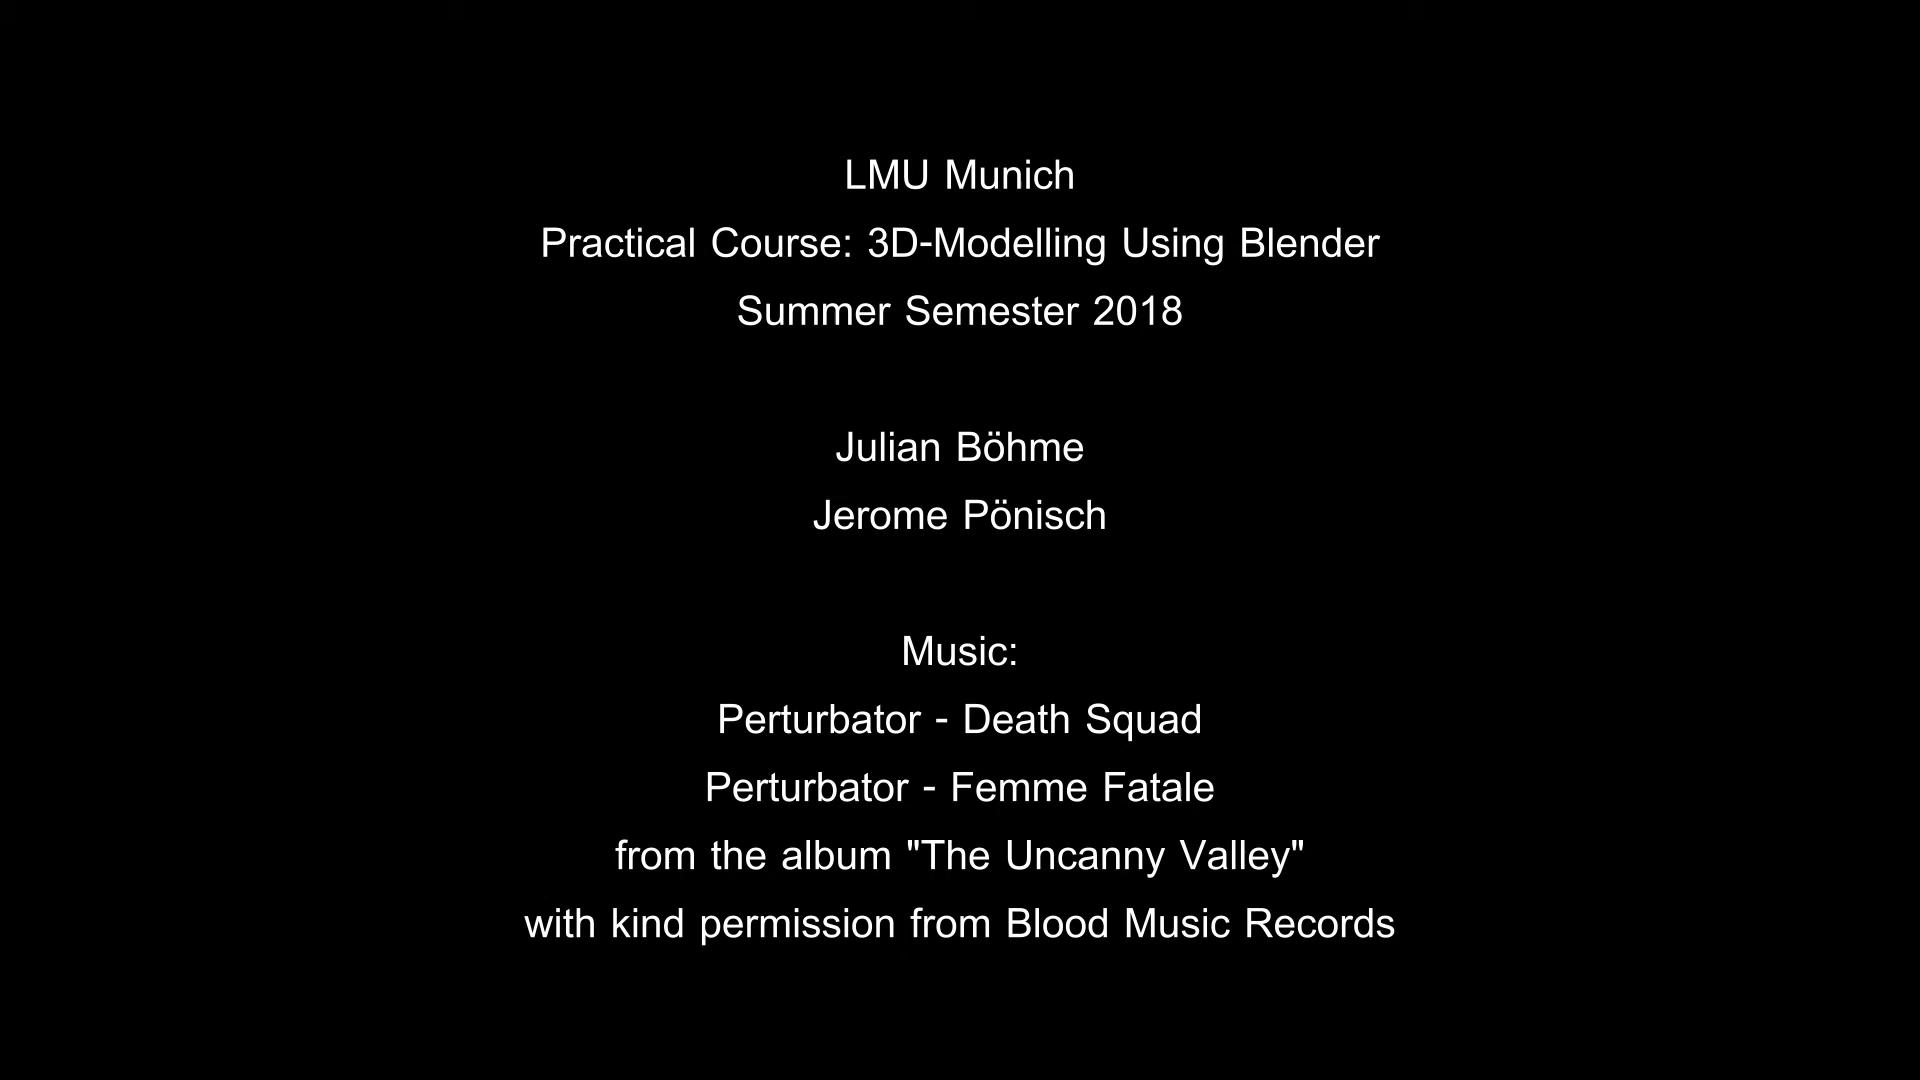 LMU Munich
Practical Course: 3D-Modelling Using Blender
Summer Semester 2018
Julian Böhme
Jerome Pönisch
Music:
Perturbator - Death Squad
Perturbator - Femme Fatale
from the album "The Uncanny Valley"
with kind permission from Blood Music Records